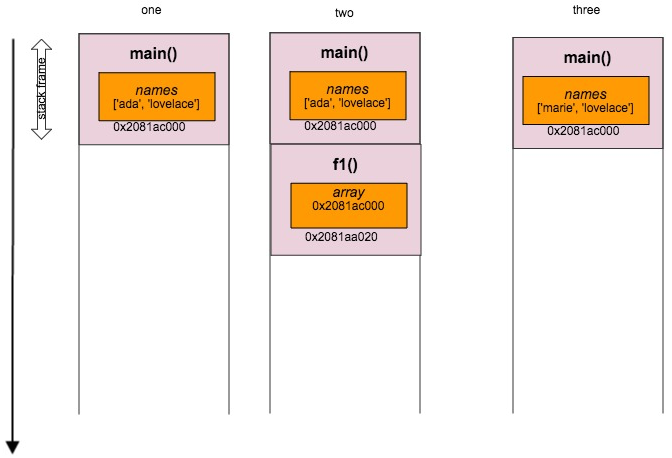 one
two
three
stack frame
main()
names
['ada', 'lovelace']
0x2081ac000
main()
names
['ada', 'lovelace']
0x2081ac000
f1()
array
0x2081ac000
0x2081aa020
main()
names
['marie', 'lovelace']
0x2081ac000